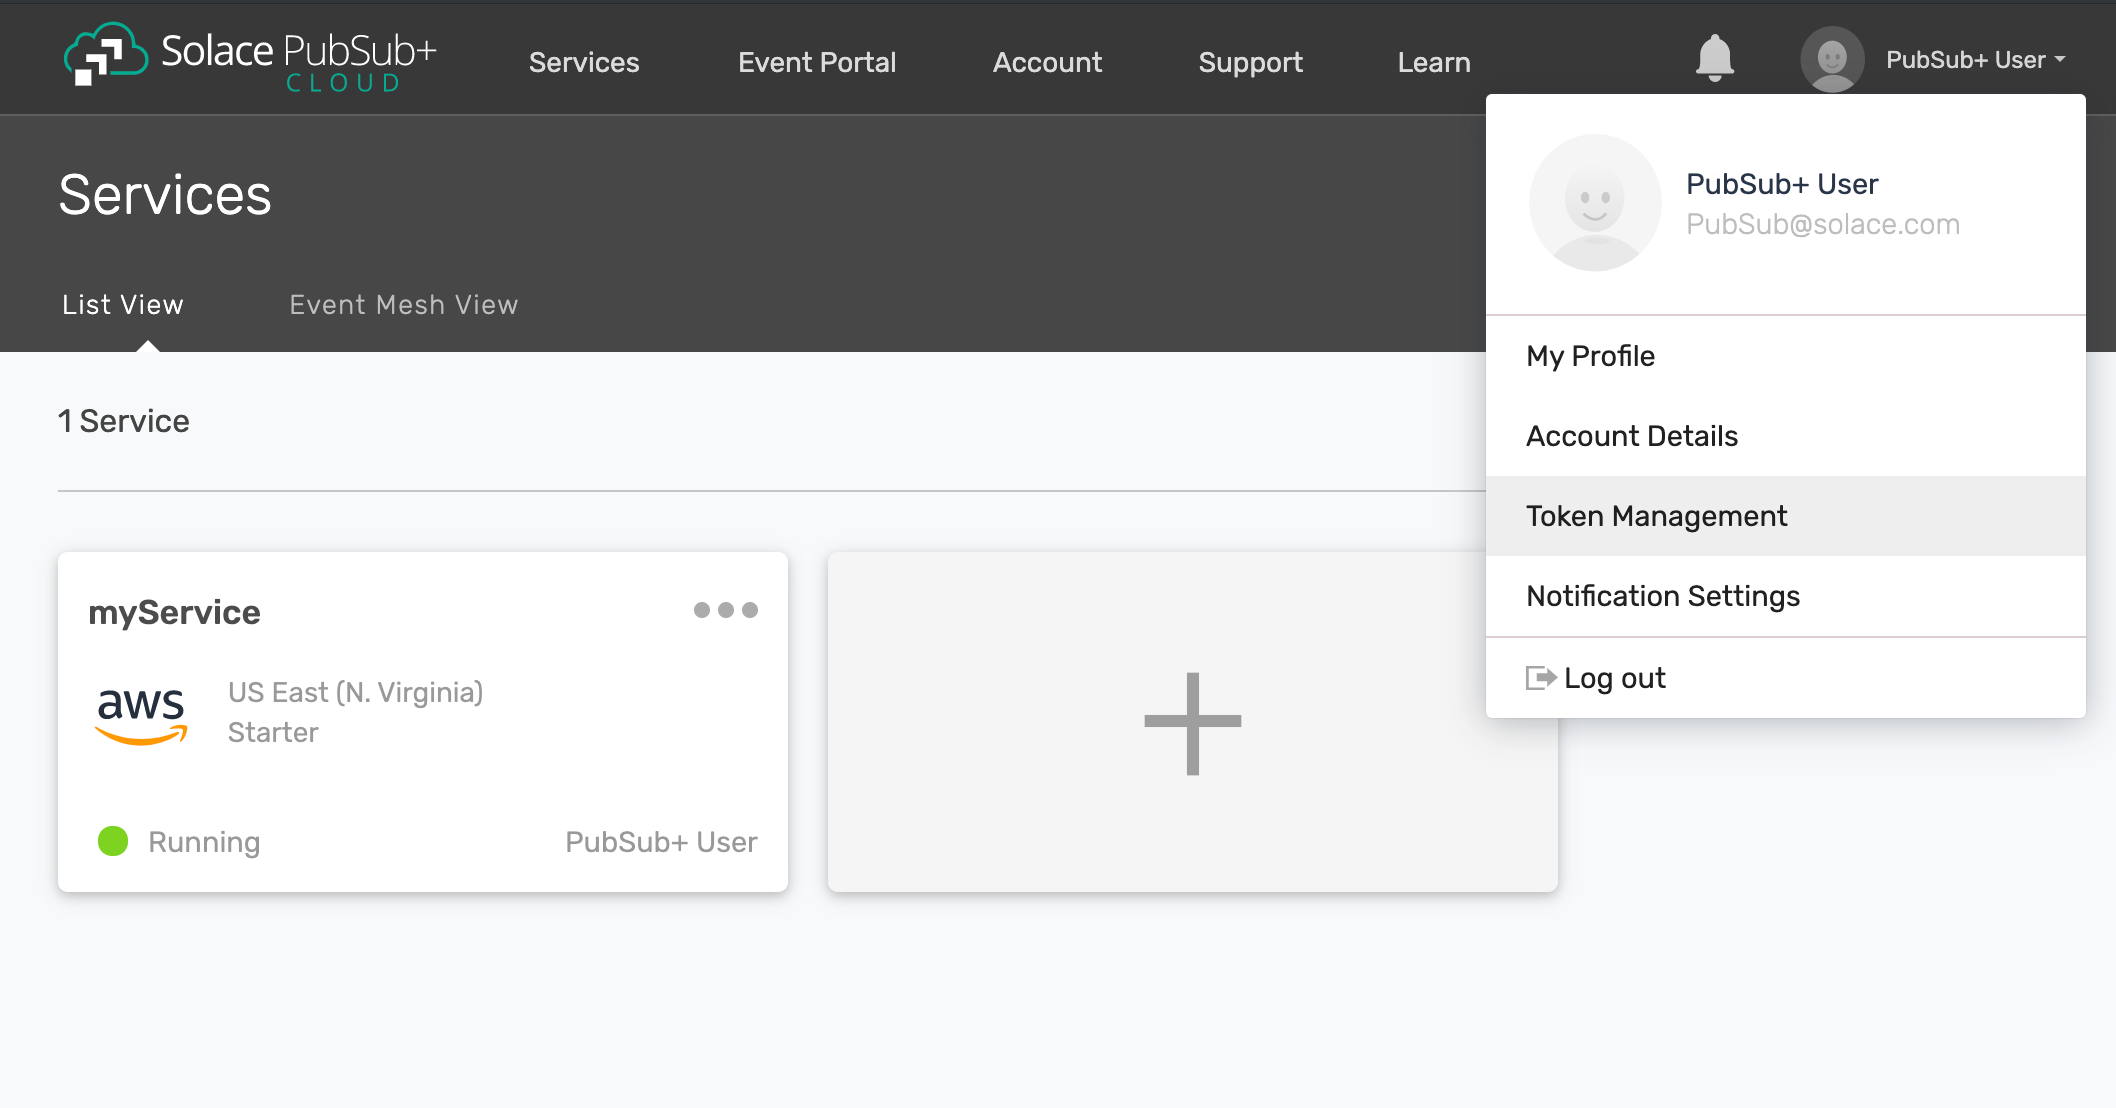 Solace PubSub+
CLOUD
Services
Event Portal
Account
Support
Learn
PubSub+ User
Services
List View
Event Mesh View
PubSub+ User
PubSub@solace.com
My Profile
Account Details
Token Management
Notification Settings
Log out
1 Service
myService
aws
US East (N. Virginia)
Starter
Running
PubSub+ User